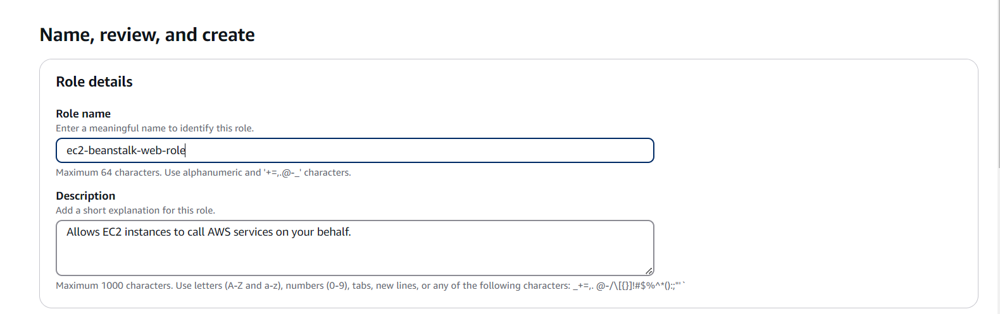 Name, review, and create
Role details
Role name
Enter a meaningful name to identify this role.
ec2-beanstalk-web-role
Maximum 64 characters. Use alphanumeric and '+=,.@-_' characters.
Description
Add a short explanation for this role.
Allows EC2 instances to call AWS services on your behalf.
Maximum 1000 characters. Use letters (A-Z and a-z), numbers (0-9), tabs, new lines, or any of the following characters: _+=,. @-/\[{}]!#$%^*();:"'`